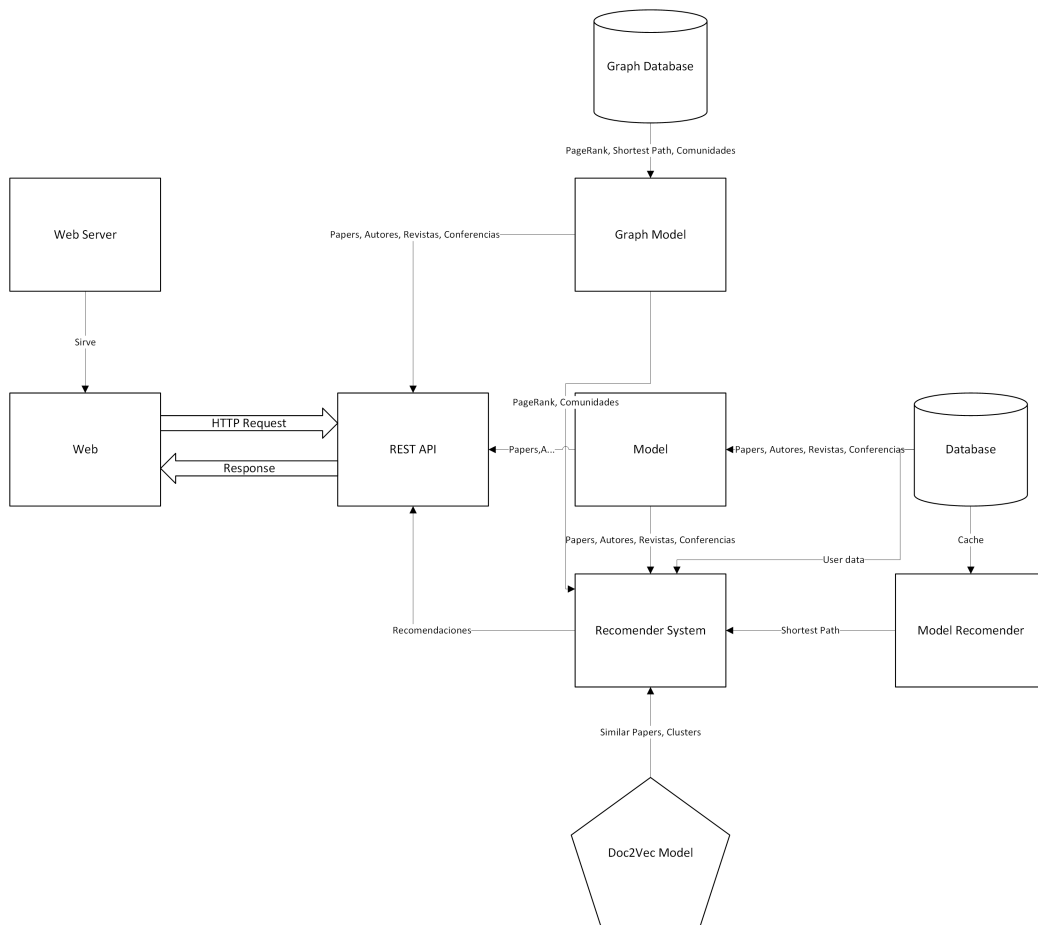 Graph Database
PageRank, Shortest Path, Comunidades
Web Server
Papers, Autores, Revistas, Conferencias
Graph Model
Sirve
PageRank, Comunidades
HTTP Request
Web
Response
REST API
Papers,A...
Model
Papers, Autores, Revistas, Conferencias
Database
Papers, Autores, Revistas, Conferencias
Cache
User data
Recomendaciones
Recomender System
Shortest Path
Model Recomender
Similar Papers, Clusters
Doc2Vec Model